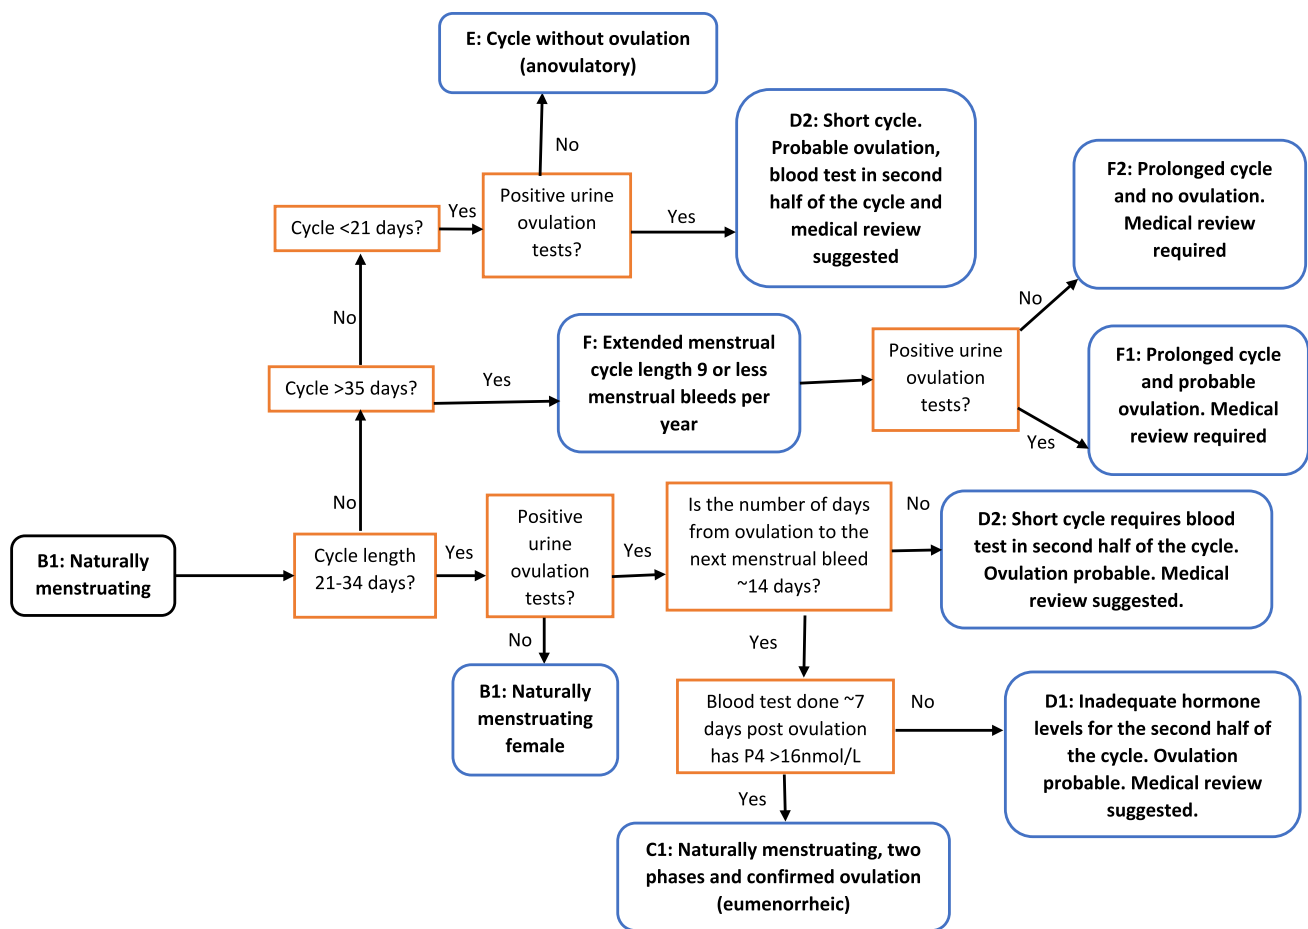 E: Cycle without ovulation
(anovulatory)
No
D2: Short cycle.
Probable ovulation,
blood test in second
half of the cycle and
medical review
suggested
F2: Prolonged cycle
and no ovulation.
Medical review
required
Cycle <21 days?
Yes
Positive urine
ovulation
tests?
Yes
No
No
Cycle >35 days?
Yes
F: Extended menstrual
cycle length 9 or less
menstrual bleeds per
year
Positive urine
ovulation
tests?
F1: Prolonged cycle
and probable
ovulation. Medical
review required
Yes
No
B1: Naturally
menstruating
Cycle length
21-34 days?
Yes
Positive
urine
ovulation
tests?
Yes
Is the number of days
from ovulation to the
next menstrual bleed
~14 days?
No
D2: Short cycle requires blood
test in second half of the cycle.
Ovulation probable. Medical
review suggested.
No
Yes
B1: Naturally
menstruating
female
Blood test done ~7
days post ovulation
has P4 >16nmol/L
No
D1: Inadequate hormone
levels for the second half of
the cycle. Ovulation
probable. Medical review
suggested.
Yes
C1: Naturally menstruating, two
phases and confirmed ovulation
(eumenorrheic)